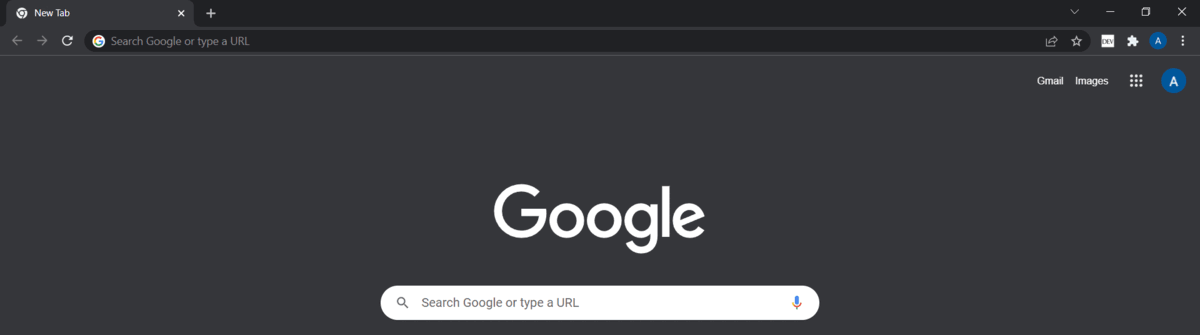 New Tab
Search Google or type a URL
DEV
A
Gmail
Images
A
Google
Search Google or type a URL